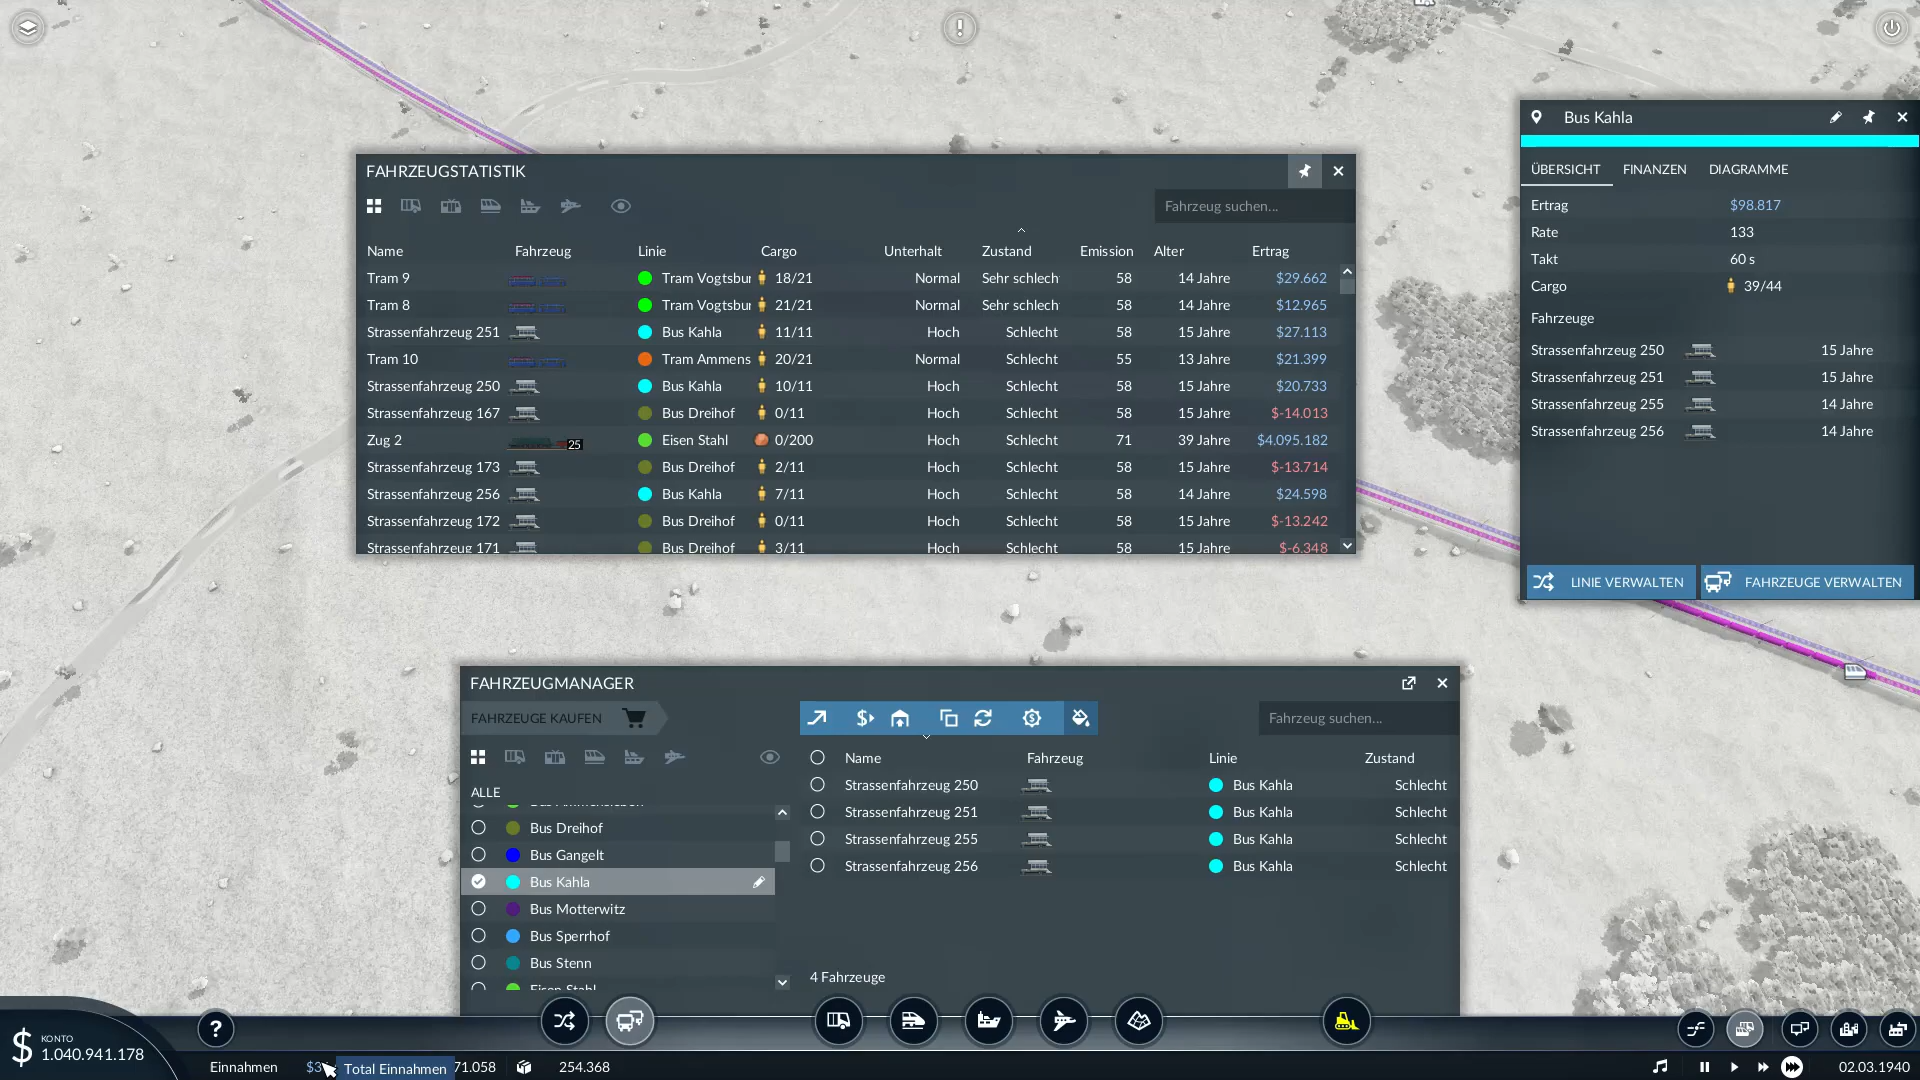 FAHRZEUGSTATISTIK
Fahrzeug suchen...
Name Fahrzeug Linie Cargo Unterhalt Zustand Emission Alter Ertrag
Tram 9 Tram Vogtsbur 18/21 Normal Sehr schlech 58 14 Jahre $29.662
Tram 8 Tram Vogtsbur 21/21 Normal Sehr schlech 58 14 Jahre $12.965
Strassenfahrzeug 251 Bus Kahla 11/11 Hoch Schlecht 58 15 Jahre $27.113
Tram 10 Tram Ammens 20/21 Normal Schlecht 55 13 Jahre $21.399
Strassenfahrzeug 250 Bus Kahla 10/11 Hoch Schlecht 58 15 Jahre $20.733
Strassenfahrzeug 167 Bus Dreihof 0/11 Hoch Schlecht 58 15 Jahre $-14.013
Zug 2 25 Eisen Stahl 0/200 Hoch Schlecht 71 39 Jahre $4.095.182
Strassenfahrzeug 173 Bus Dreihof 2/11 Hoch Schlecht 58 15 Jahre $-13.714
Strassenfahrzeug 256 Bus Kahla 7/11 Hoch Schlecht 58 14 Jahre $24.598
Strassenfahrzeug 172 Bus Dreihof 0/11 Hoch Schlecht 58 15 Jahre $-13.242
Strassenfahrzeug 171 Bus Dreihof 3/11 Hoch Schlecht 58 15 Jahre $-6.348
Bus Kahla
ÜBERSICHT FINANZEN DIAGRAMME
Ertrag $98.817
Rate 133
Takt 60 s
Cargo 39/44
Fahrzeuge
Strassenfahrzeug 250 15 Jahre
Strassenfahrzeug 251 15 Jahre
Strassenfahrzeug 255 14 Jahre
Strassenfahrzeug 256 14 Jahre
LINIE VERWALTEN FAHRZEUGE VERWALTEN
FAHRZEUGMANAGER
FAHRZEUGE KAUFEN
Fahrzeug suchen...
ALLE
Bus Ammensleben
Bus Dreihof
Bus Gangelt
Bus Kahla
Bus Motterwitz
Bus Sperrhof
Bus Stenn
Eisen Stahl
Name Fahrzeug Linie Zustand
Strassenfahrzeug 250 Bus Kahla Schlecht
Strassenfahrzeug 251 Bus Kahla Schlecht
Strassenfahrzeug 255 Bus Kahla Schlecht
Strassenfahrzeug 256 Bus Kahla Schlecht
4 Fahrzeuge
KONTO
$ 1.040.941.178
?
Einnahmen Total Einnahmen 71.058 254.368
02.03.1940